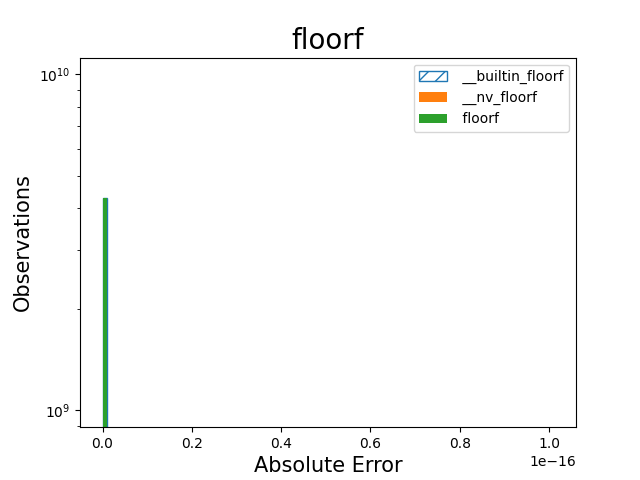 floorf
10^10
10^9
Observations
__builtin_floorf
__nv_floorf
floorf
0.0 0.2 0.4 0.6 0.8 1.0
1e−16
Absolute Error